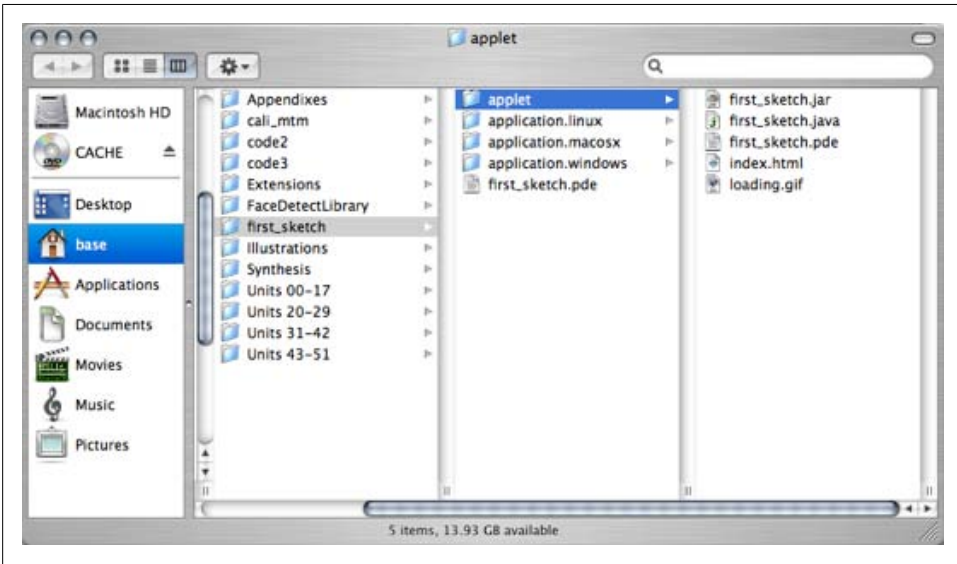 applet
Macintosh HD
CACHE
Desktop
base
Applications
Documents
Movies
Music
Pictures
Appendixes
cali_mtm
code2
code3
Extensions
FaceDetectLibrary
first_sketch
Illustrations
Synthesis
Units 00-17
Units 20-29
Units 31-42
Units 43-51
applet
application.linux
application.macosx
application.windows
first_sketch.pde
first_sketch.jar
first_sketch.java
first_sketch.pde
index.html
loading.gif
5 items, 13.93 GB available